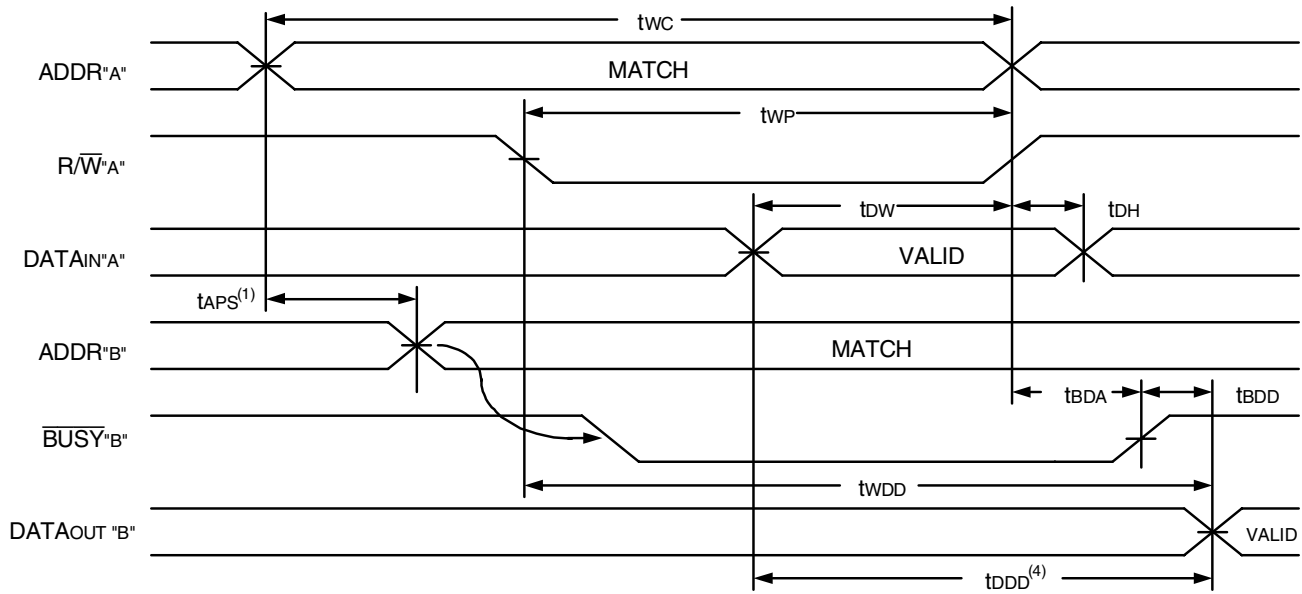 tWC
ADDR"A" MATCH
tWP
R/W̅"A"
tDW tDH
DATAIN"A" VALID
tAPS(1)
ADDR"B" MATCH
tBDA tBDD
B̅U̅S̅Y̅"B"
tWDD
DATAOUT "B" VALID
tDDD(4)